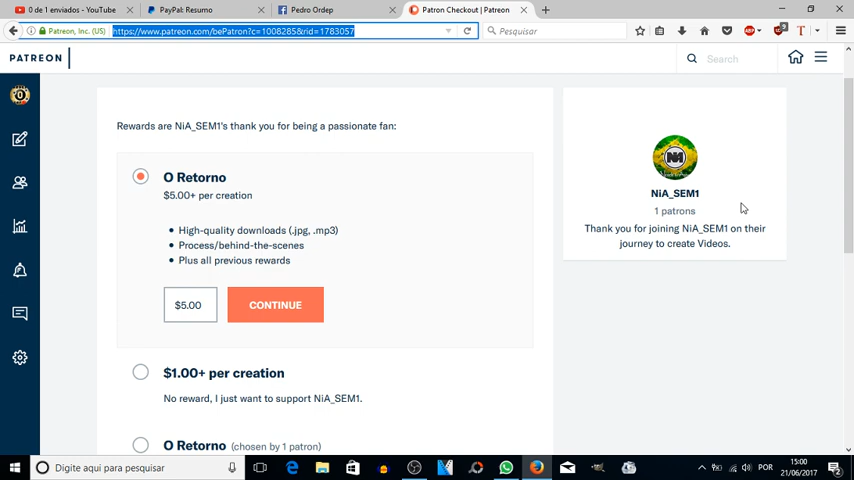 0 de 1 enviados - YouTube
PayPal: Resumo
Pedro Ordep
Patron Checkout | Patreon
Patreon, Inc. (US)
https://www.patreon.com/bePatron?c=1008285&rid=1783057
Pesquisar
ABP
9
PATREON
Search
Rewards are NiA_SEM1's thank you for being a passionate fan:
O Retorno
$5.00+ per creation
High-quality downloads (.jpg, .mp3)
Process/behind-the-scenes
Plus all previous rewards
$5.00
CONTINUE
$1.00+ per creation
No reward, I just want to support NiA_SEM1.
O Retorno (chosen by 1 patron)
NiA_SEM1
1 patrons
Thank you for joining NiA_SEM1 on their
journey to create Videos.
Digite aqui para pesquisar
POR
15:00
21/06/2017
2